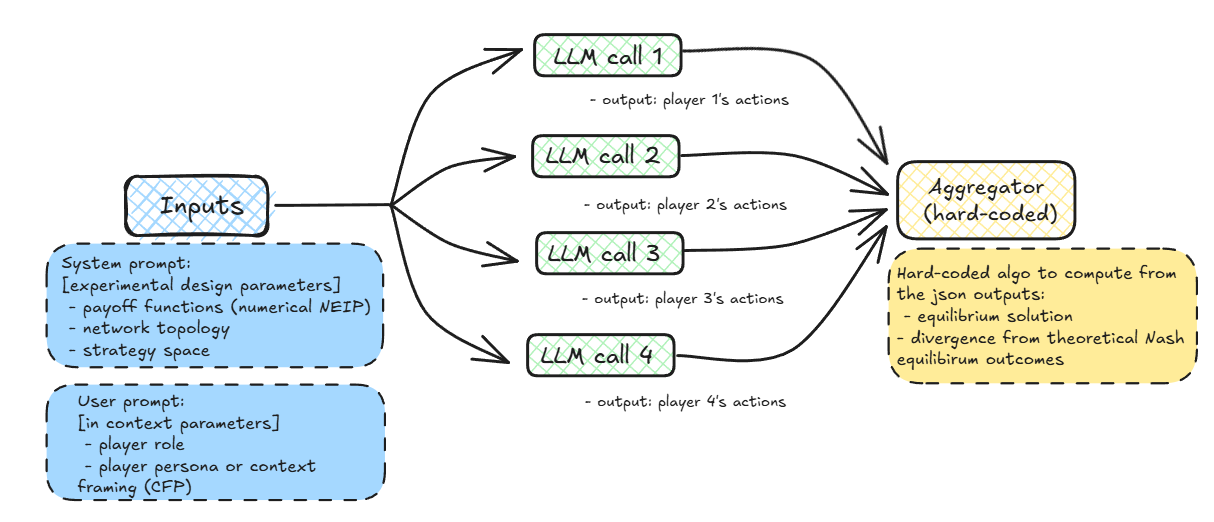 Inputs
System prompt:
[experimental design parameters]
- payoff functions (numerical NEIP)
- network topology
- strategy space
User prompt:
[in context parameters]
- player role
- player persona or context
framing (CFP)
LLM call 1
- output: player 1's actions
LLM call 2
- output: player 2's actions
LLM call 3
- output: player 3's actions
LLM call 4
- output: player 4's actions
Aggregator
(hard-coded)
Hard-coded algo to compute from
the json outputs:
- equilibrium solution
- divergence from theoretical Nash
equilibirum outcomes